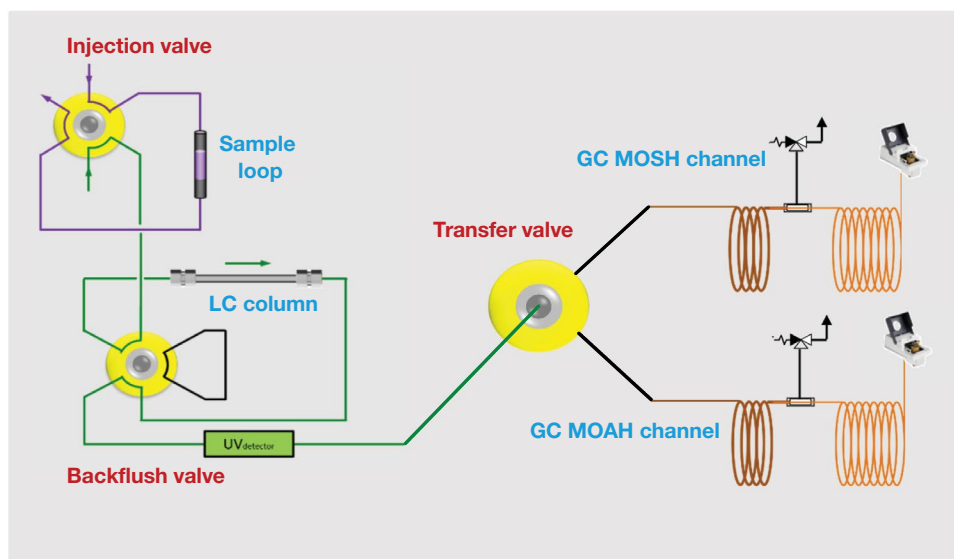 Injection valve
Sample
loop
GC MOSH channel
Transfer valve
LC column
GC MOAH channel
UVdetector
Backflush valve